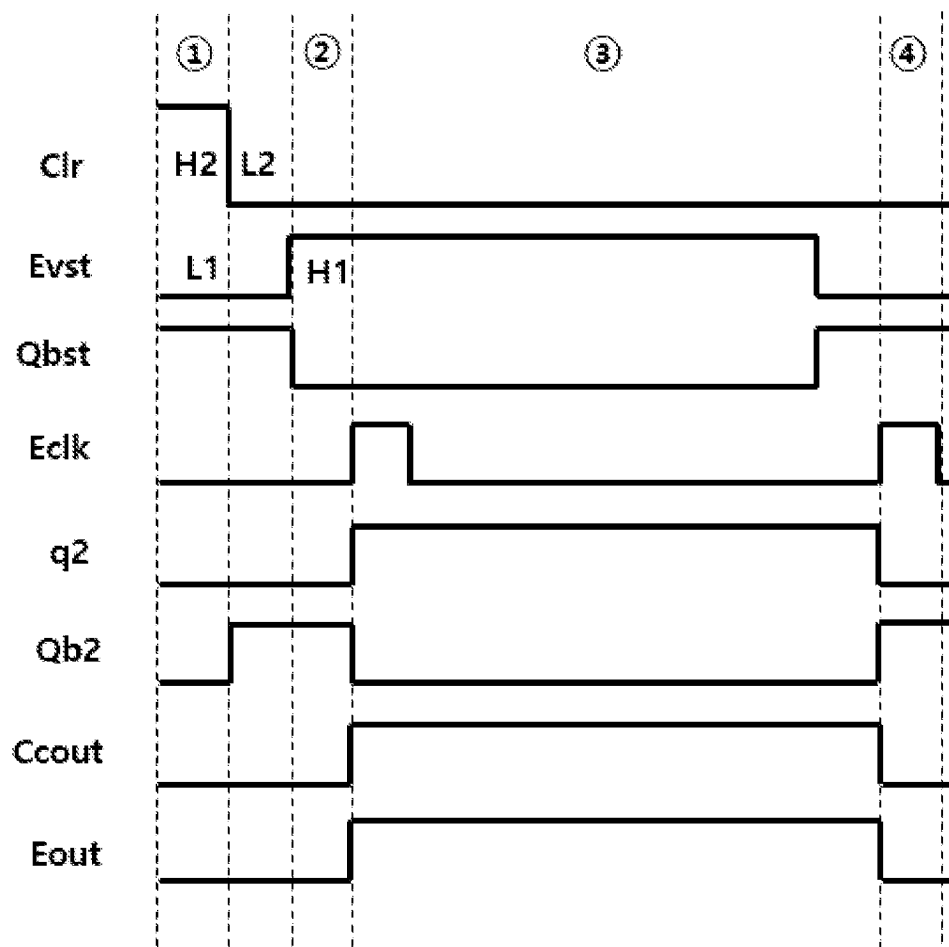 ① ② ③ ④
Clr H2 L2
Evst L1 H1
Qbst
Eclk
q2
Qb2
Ccout
Eout